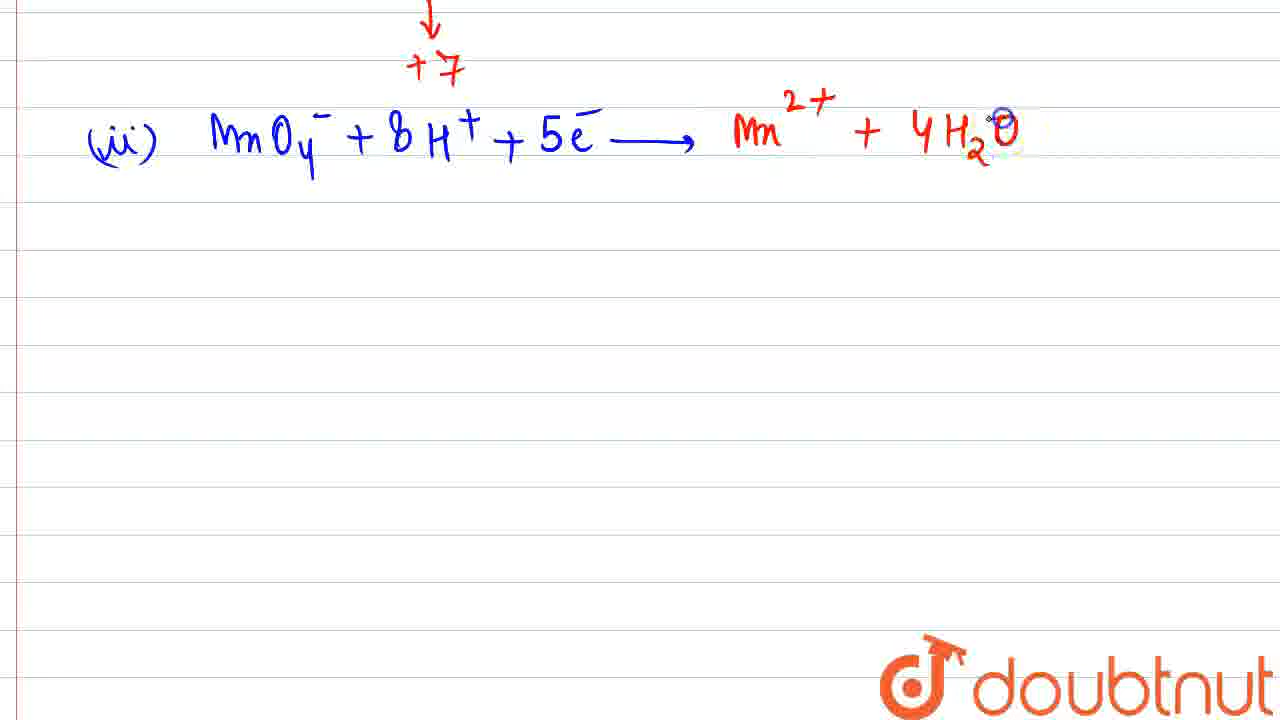 +7
(ii) MnO₄⁻ + 8H⁺ + 5e⁻ ⟶ Mn²⁺ + 4H₂O
doubtnut